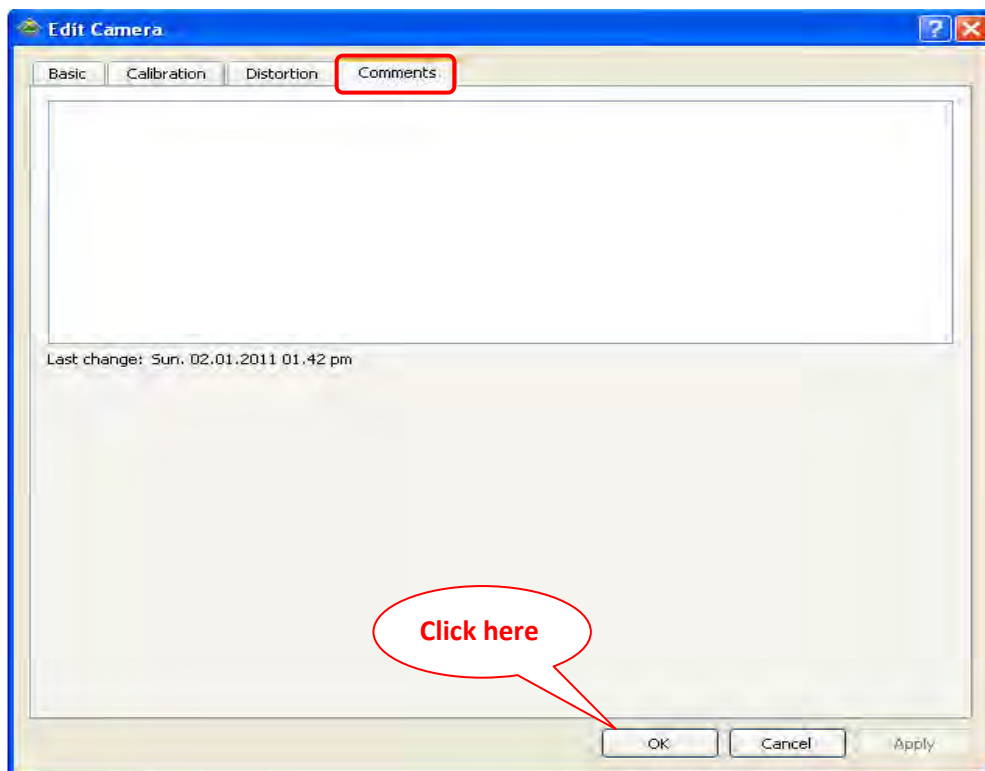 Edit Camera
Basic Calibration Distortion Comments
Last change: Sun. 02.01.2011 01.42 pm
Click here
OK Cancel Apply